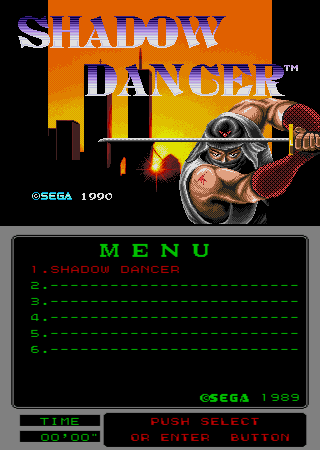 SHADOW
DANCER™
©SEGA 1990
MENU
1.SHADOW DANCER
2.--------------------
3.--------------------
4.--------------------
5.--------------------
6.--------------------
©SEGA 1989
TIME
00'00"
PUSH SELECT
OR ENTER BUTTON